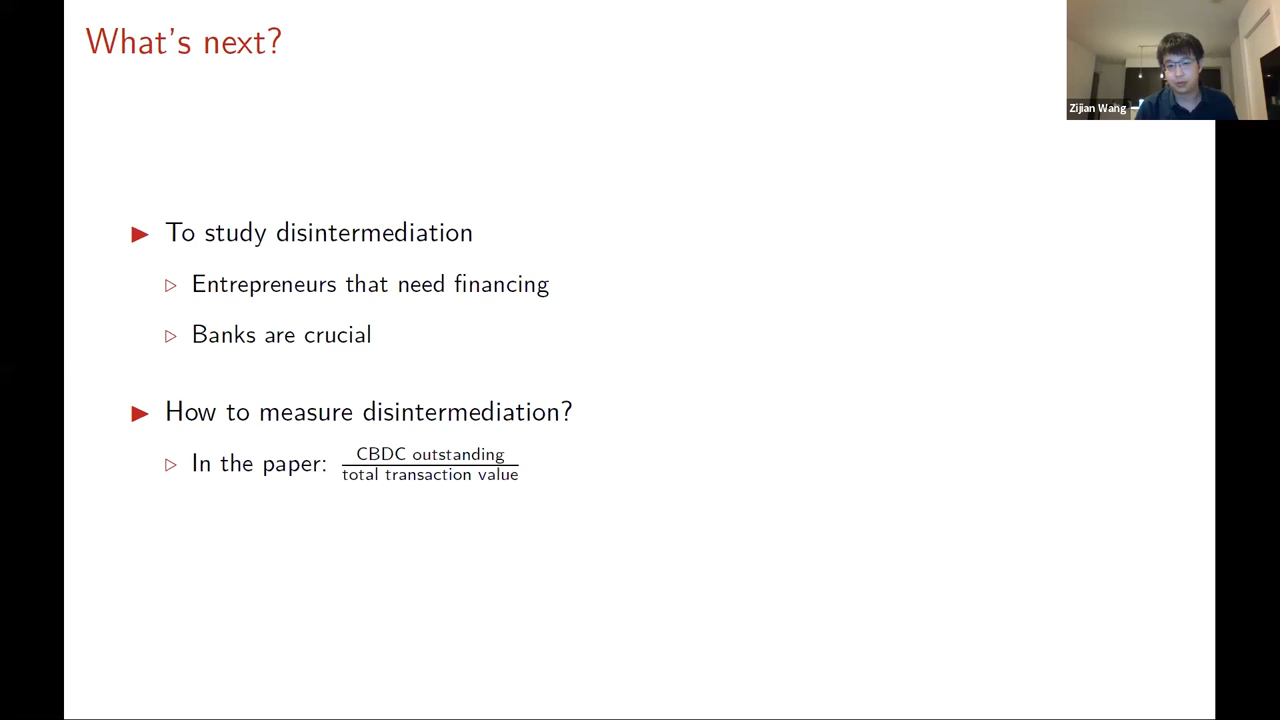 What's next?
Zijian Wang
▶ To study disintermediation
▷ Entrepreneurs that need financing
▷ Banks are crucial
▶ How to measure disintermediation?
▷ In the paper: CBDC outstanding / total transaction value